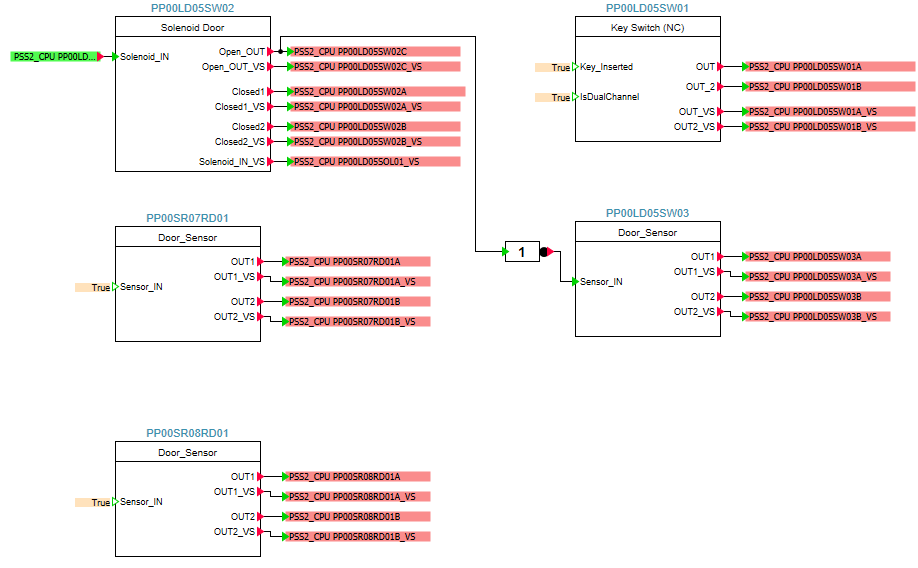 PP00LD05SW02
Solenoid Door
PSS2_CPU PP00LD...
Solenoid_IN
Open_OUT
PSS2_CPU PP00LD05SW02C
Open_OUT_VS
PSS2_CPU PP00LD05SW02C_VS
Closed1
PSS2_CPU PP00LD05SW02A
Closed1_VS
PSS2_CPU PP00LD05SW02A_VS
Closed2
PSS2_CPU PP00LD05SW02B
Closed2_VS
PSS2_CPU PP00LD05SW02B_VS
Solenoid_IN_VS
PSS2_CPU PP00LD05SOL01_VS
PP00LD05SW01
Key Switch (NC)
True
Key_Inserted
True
IsDualChannel
OUT
PSS2_CPU PP00LD05SW01A
OUT_2
PSS2_CPU PP00LD05SW01B
OUT_VS
PSS2_CPU PP00LD05SW01A_VS
OUT2_VS
PSS2_CPU PP00LD05SW01B_VS
PP00SR07RD01
Door_Sensor
True
Sensor_IN
OUT1
PSS2_CPU PP00SR07RD01A
OUT1_VS
PSS2_CPU PP00SR07RD01A_VS
OUT2
PSS2_CPU PP00SR07RD01B
OUT2_VS
PSS2_CPU PP00SR07RD01B_VS
1
PP00LD05SW03
Door_Sensor
Sensor_IN
OUT1
PSS2_CPU PP00LD05SW03A
OUT1_VS
PSS2_CPU PP00LD05SW03A_VS
OUT2
PSS2_CPU PP00LD05SW03B
OUT2_VS
PSS2_CPU PP00LD05SW03B_VS
PP00SR08RD01
Door_Sensor
True
Sensor_IN
OUT1
PSS2_CPU PP00SR08RD01A
OUT1_VS
PSS2_CPU PP00SR08RD01A_VS
OUT2
PSS2_CPU PP00SR08RD01B
OUT2_VS
PSS2_CPU PP00SR08RD01B_VS